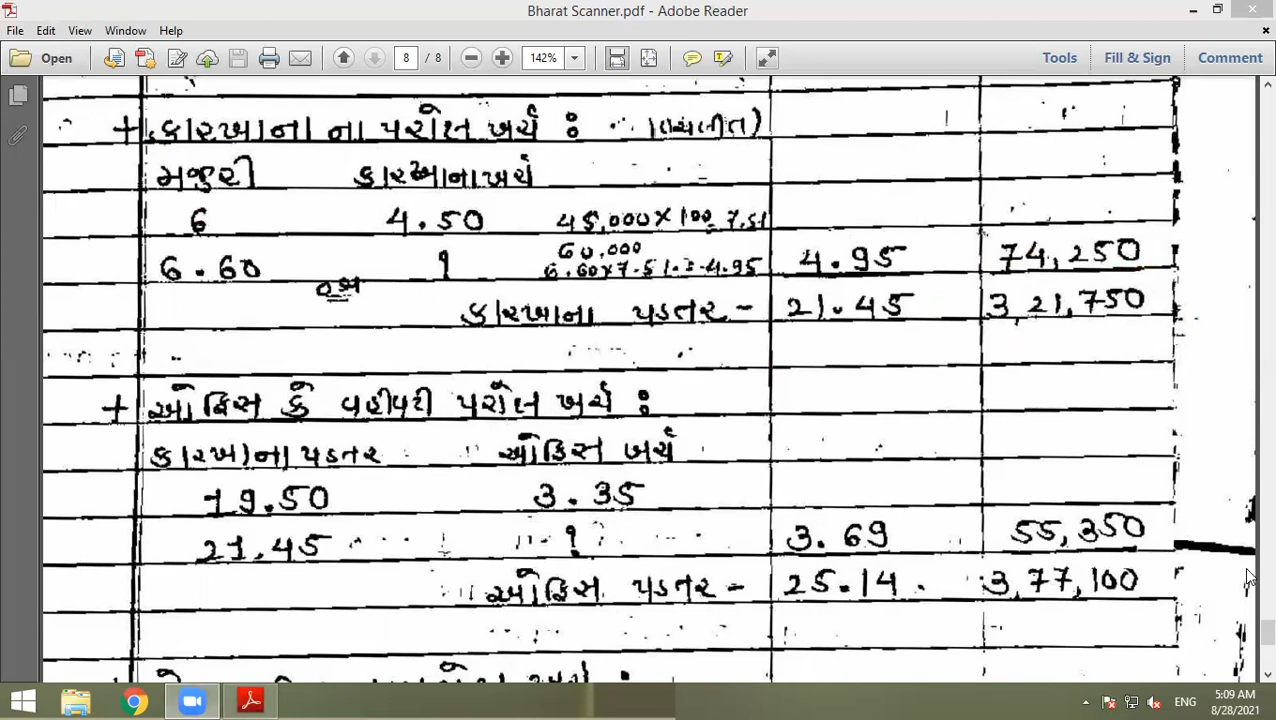 Bharat Scanner.pdf - Adobe Reader
File Edit View Window Help
Open 8 / 8 142% Tools Fill & Sign Comment
+ કારખાના ના પરોક્ષ ખર્ચ :
મજુરી કારખાના ખર્ચ
6 4.50 45,000 × 100 7.51
60,000
6.60 ? 6.60×7.51 4.95 4.95 74,250
કારખાના પડતર - 21.45 3,21,750
+ ઓફિસ કે વહીવટી પરોક્ષ ખર્ચ :
કારખાના પડતર ઓફિસ ખર્ચ
19.50 3.35
21.45 ? 3.69 55,350
ઓફિસ પડતર - 25.14 3,77,100
ENG 5:09 AM
8/28/2021